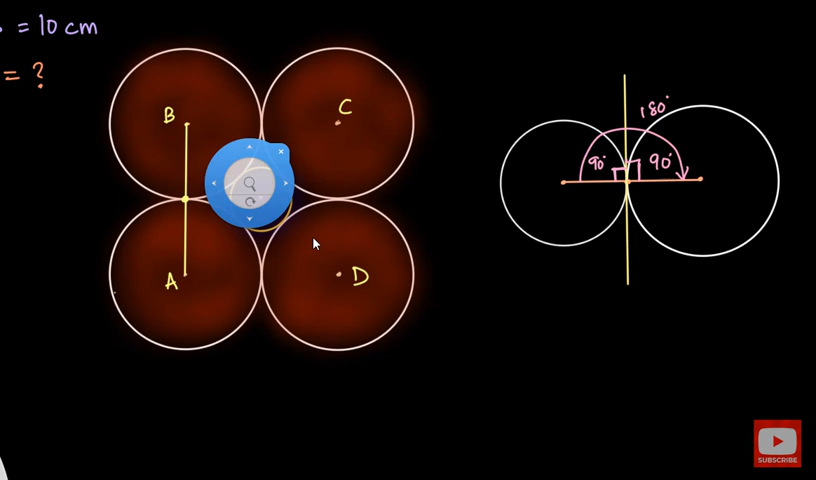 = 10 cm
= ?
B
C
A
D
180°
90°
90°
SUBSCRIBE